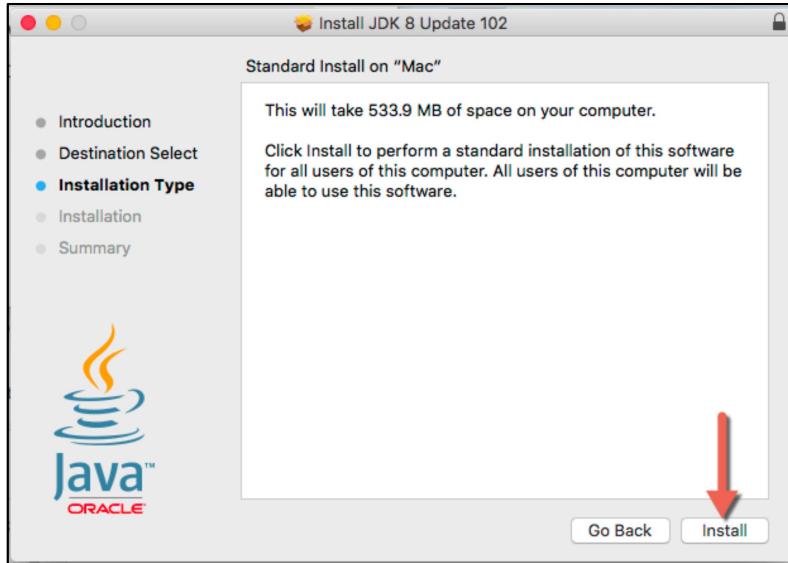 Install JDK 8 Update 102
Standard Install on “Mac”
Introduction
Destination Select
Installation Type
Installation
Summary
This will take 533.9 MB of space on your computer.
Click Install to perform a standard installation of this software
for all users of this computer. All users of this computer will be
able to use this software.
Java™
ORACLE
Go Back
Install